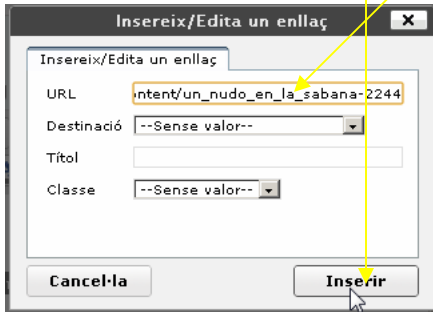 Insereix/Edita un enllaç
Insereix/Edita un enllaç
URL ontent/un_nudo_en_la_sabana-2244
Destinació --Sense valor--
Títol
Classe --Sense valor--
Cancel·la Inserir